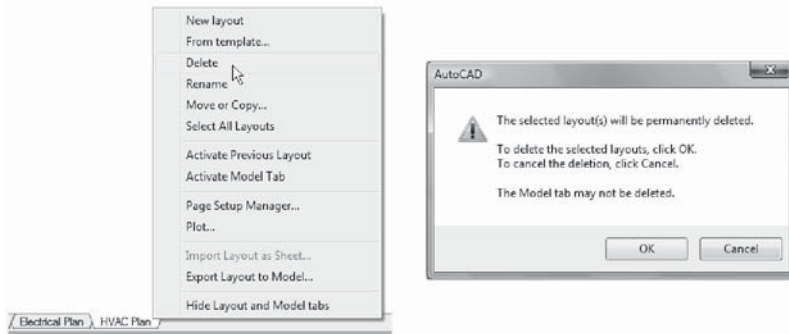 New layout
From template...
Delete
Rename
Move or Copy...
Select All Layouts
Activate Previous Layout
Activate Model Tab
Page Setup Manager...
Plot...
Import Layout as Sheet...
Export Layout to Model...
Hide Layout and Model tabs
Electrical Plan HVAC Plan
AutoCAD
The selected layout(s) will be permanently deleted.
To delete the selected layouts, click OK.
To cancel the deletion, click Cancel.
The Model tab may not be deleted.
OK Cancel